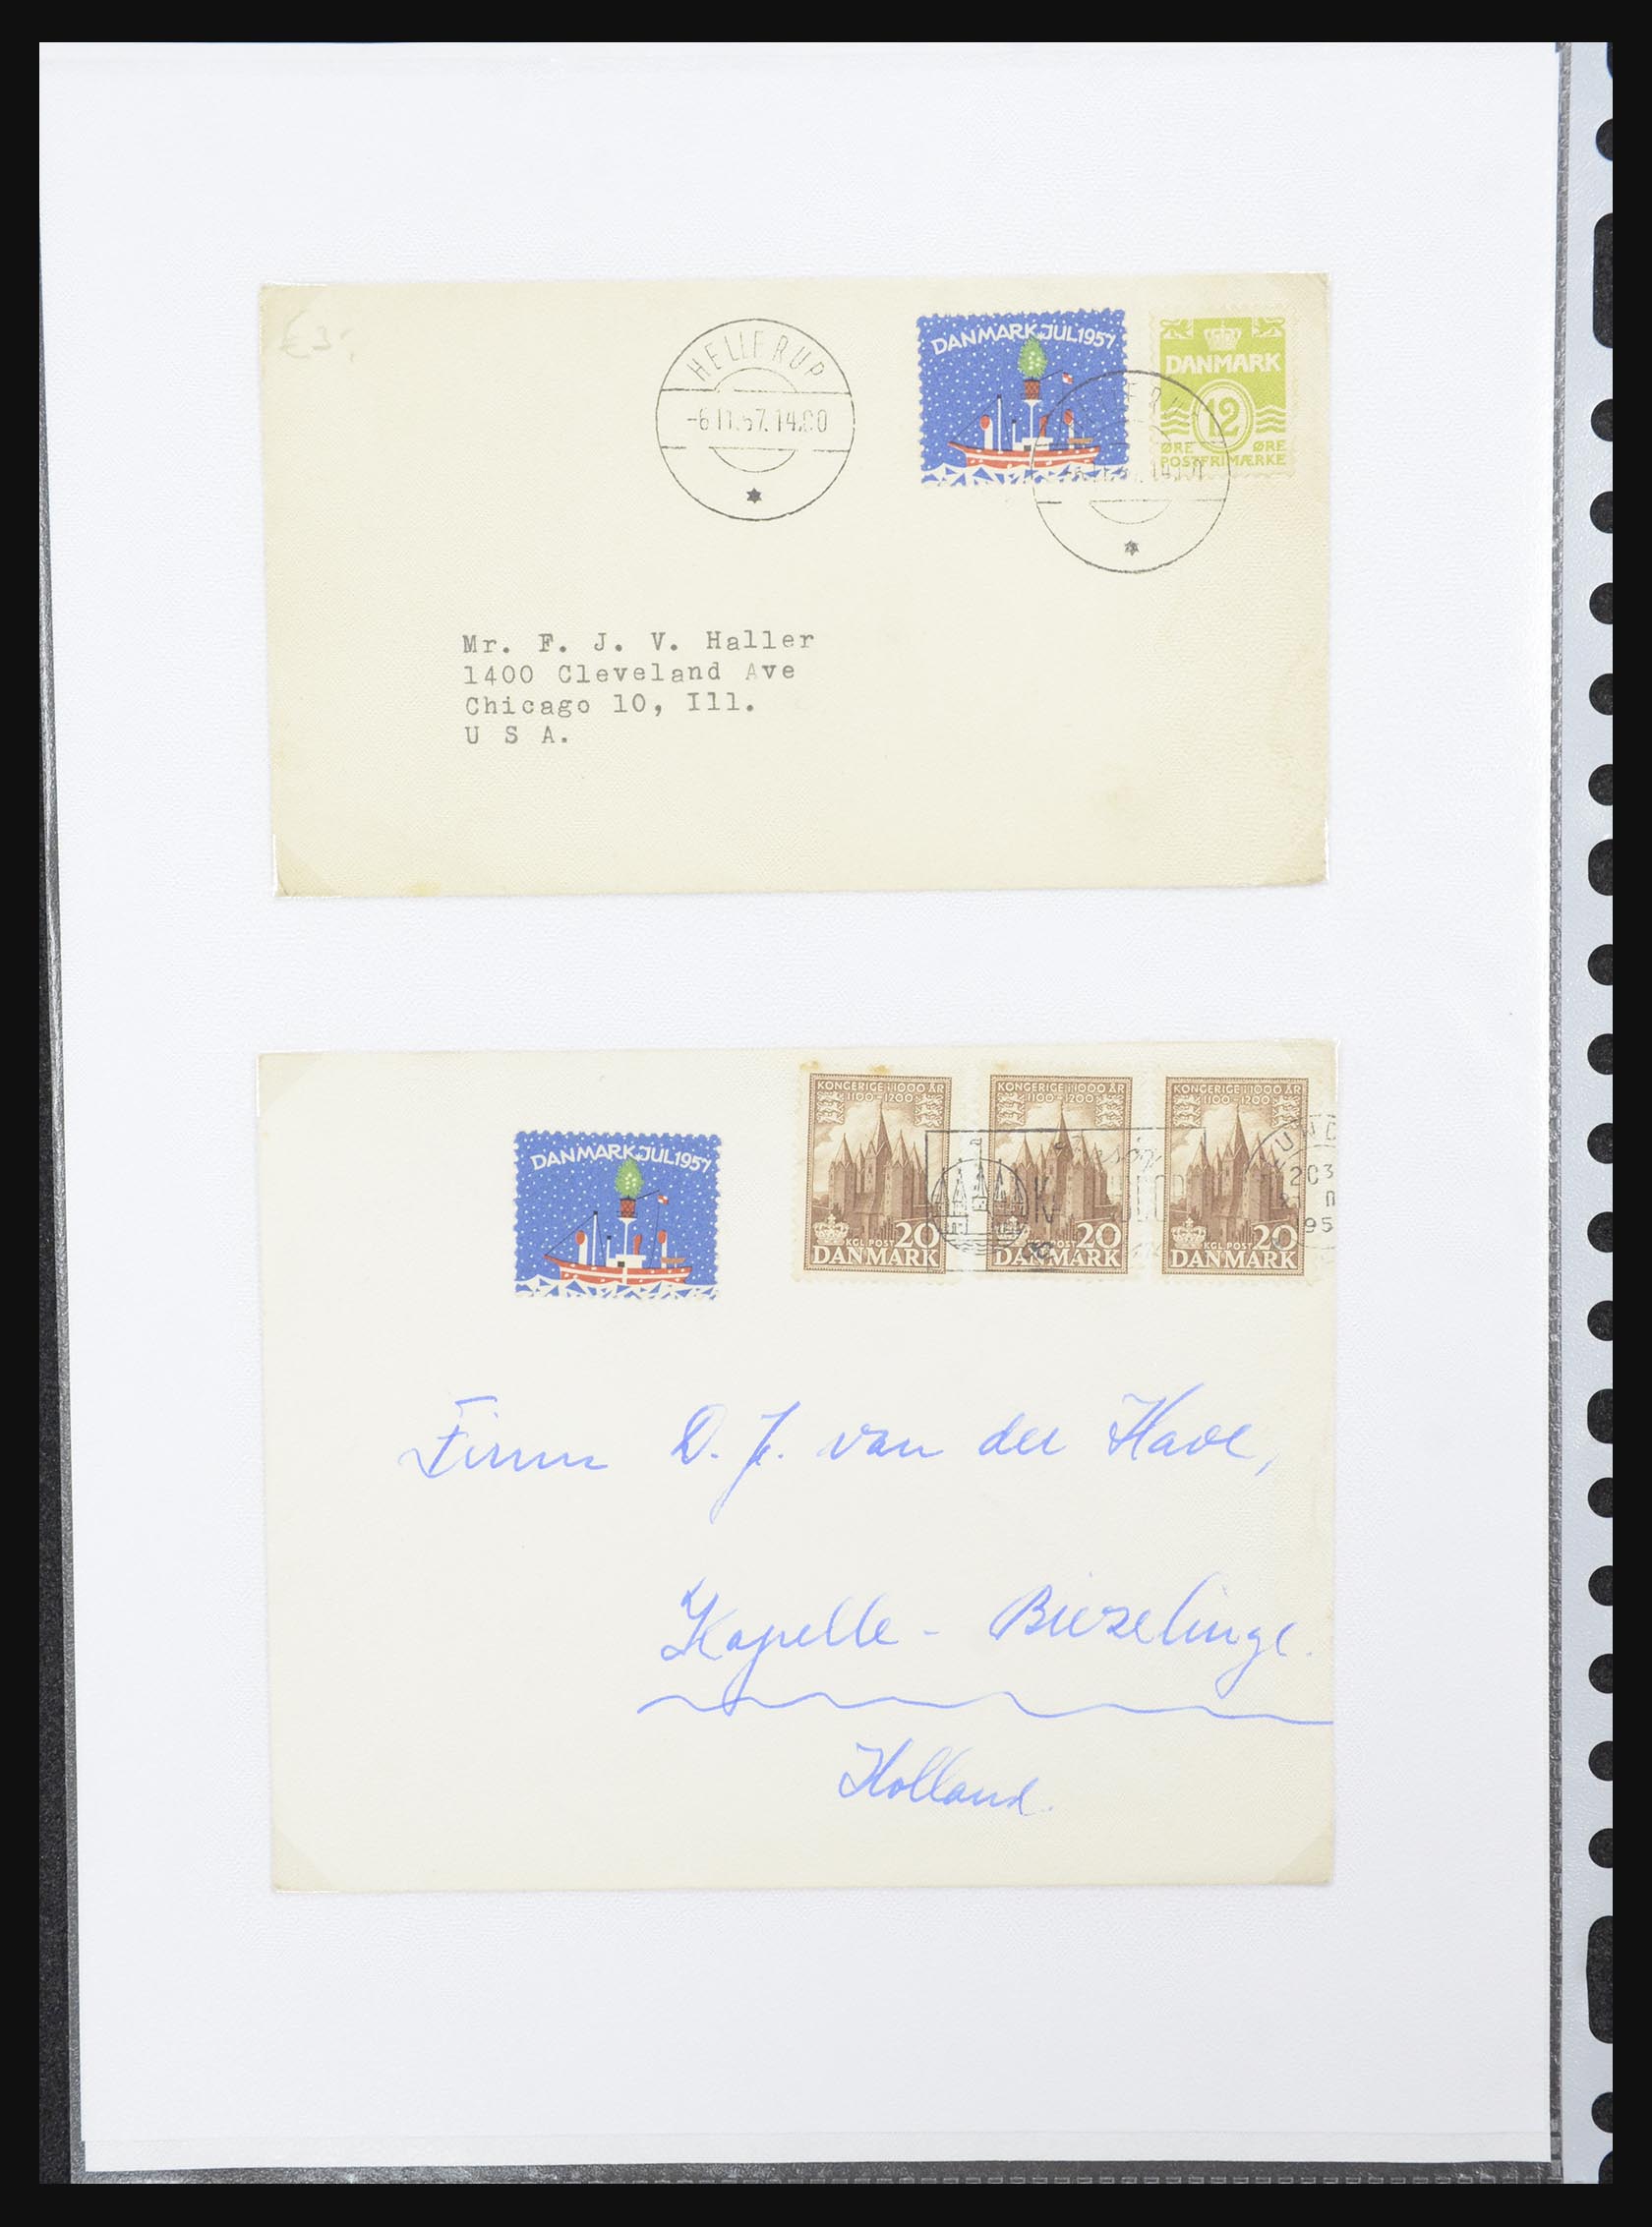 €3,-
HELLERUP
-6.11.57.14.00
DANMARK JUL 1957
DANMARK
12
ØRE ØRE
POSTFRIMÆRKE
Mr. F. J. V. Haller
1400 Cleveland Ave
Chicago 10, Ill.
U S A.
DANMARK JUL 1957
KONGERIGE I 1000 ÅR
1100-1200
KGL. POST 20
DANMARK
KONGERIGE I 1000 ÅR
1100-1200
POST 20
DANMARK
KONGERIGE I 1000 ÅR
1100-1200
KGL. POST 20
DANMARK
Firma D. J. van der Have,
Kapelle - Biezelinge.
Holland.